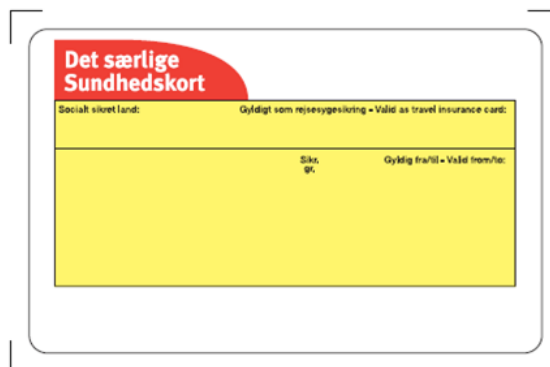 Det særlige
Sundhedskort
Socialt sikret land: Gyldigt som rejsesygesikring - Valid as travel insurance card:
Sikr. Gyldig fra/til - Valid from/to:
gr.